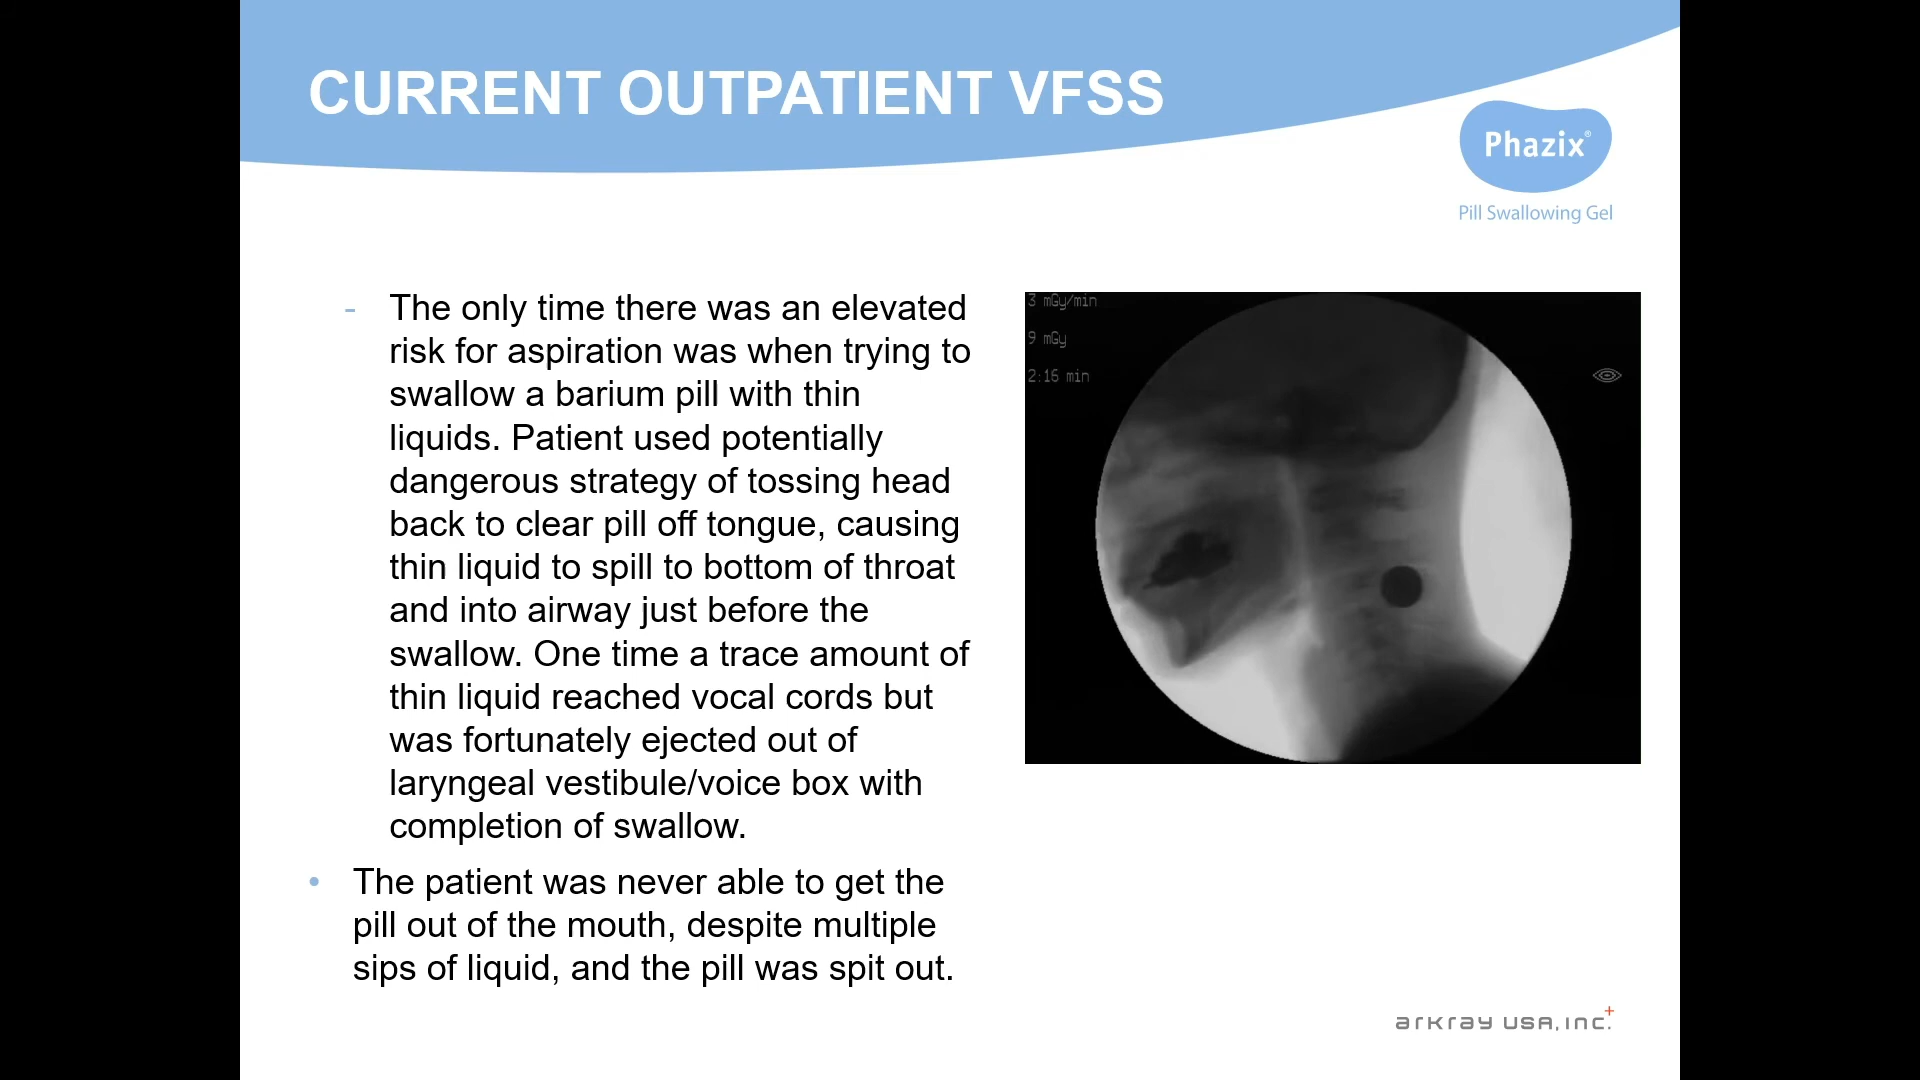 CURRENT OUTPATIENT VFSS
Phazix®
Pill Swallowing Gel
- The only time there was an elevated
risk for aspiration was when trying to
swallow a barium pill with thin
liquids. Patient used potentially
dangerous strategy of tossing head
back to clear pill off tongue, causing
thin liquid to spill to bottom of throat
and into airway just before the
swallow. One time a trace amount of
thin liquid reached vocal cords but
was fortunately ejected out of
laryngeal vestibule/voice box with
completion of swallow.
• The patient was never able to get the
pill out of the mouth, despite multiple
sips of liquid, and the pill was spit out.
3 mGy/min
9 mGy
2:16 min
arkray USA, inc.